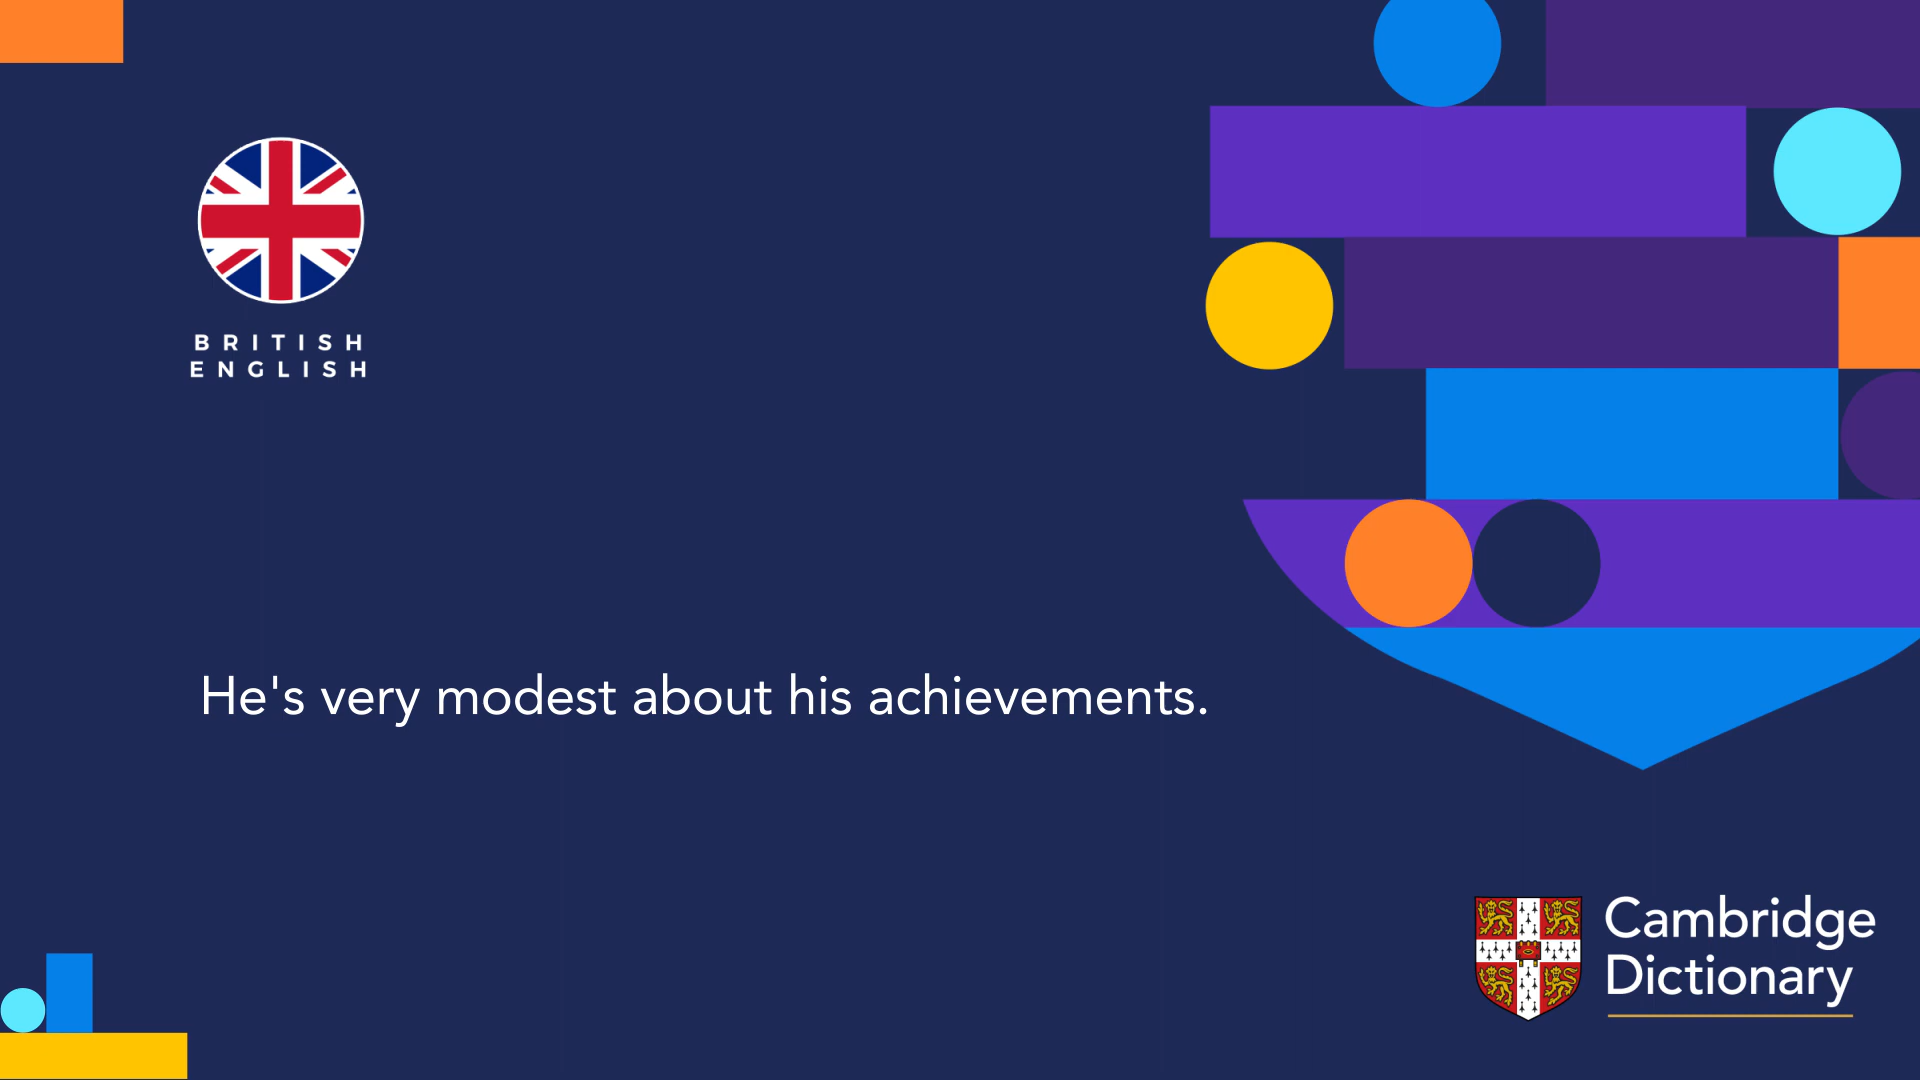 BRITISH
ENGLISH
He's very modest about his achievements.
Cambridge
Dictionary